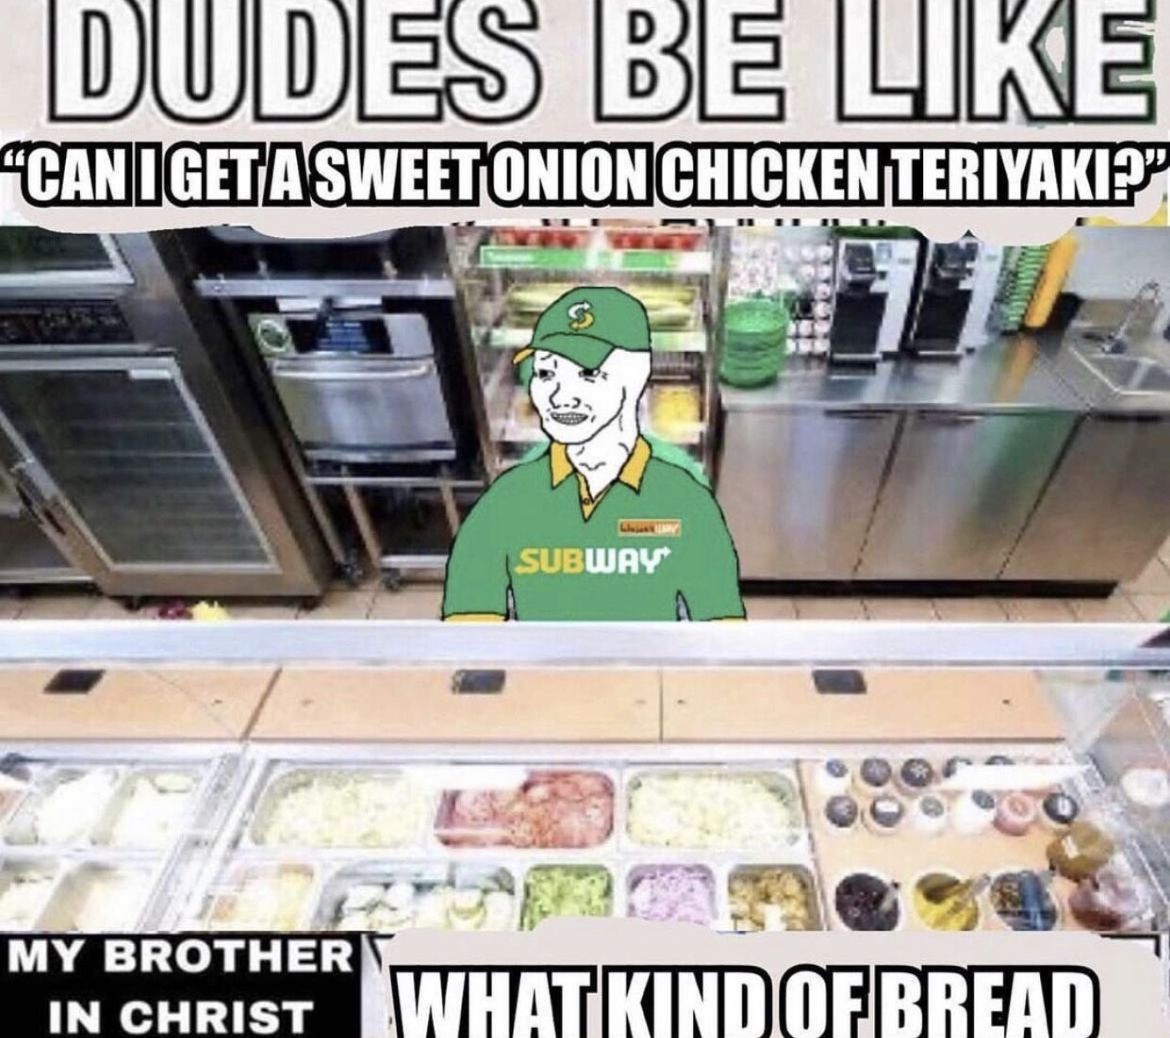 DUDES BE LIKE
“CAN I GET A SWEET ONION CHICKEN TERIYAKI?”
SUBWAY
MY BROTHER
IN CHRIST
WHAT KIND OF BREAD